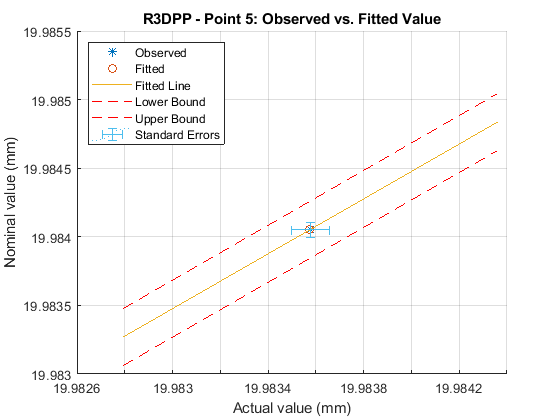 R3DPP - Point 5: Observed vs. Fitted Value
19.9855
19.985
19.9845
19.984
19.9835
19.983
Nominal value (mm)
Observed
Fitted
Fitted Line
Lower Bound
Upper Bound
Standard Errors
19.9826
19.983
19.9834
19.9838
19.9842
Actual value (mm)